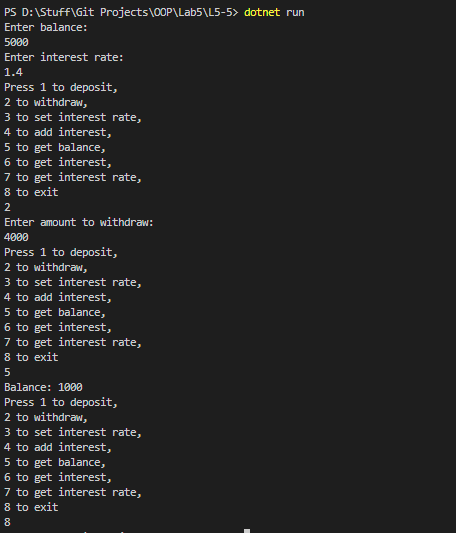 PS D:\Stuff\Git Projects\OOP\Lab5\L5-5> dotnet run
Enter balance:
5000
Enter interest rate:
1.4
Press 1 to deposit,
2 to withdraw,
3 to set interest rate,
4 to add interest,
5 to get balance,
6 to get interest,
7 to get interest rate,
8 to exit
2
Enter amount to withdraw:
4000
Press 1 to deposit,
2 to withdraw,
3 to set interest rate,
4 to add interest,
5 to get balance,
6 to get interest,
7 to get interest rate,
8 to exit
5
Balance: 1000
Press 1 to deposit,
2 to withdraw,
3 to set interest rate,
4 to add interest,
5 to get balance,
6 to get interest,
7 to get interest rate,
8 to exit
8